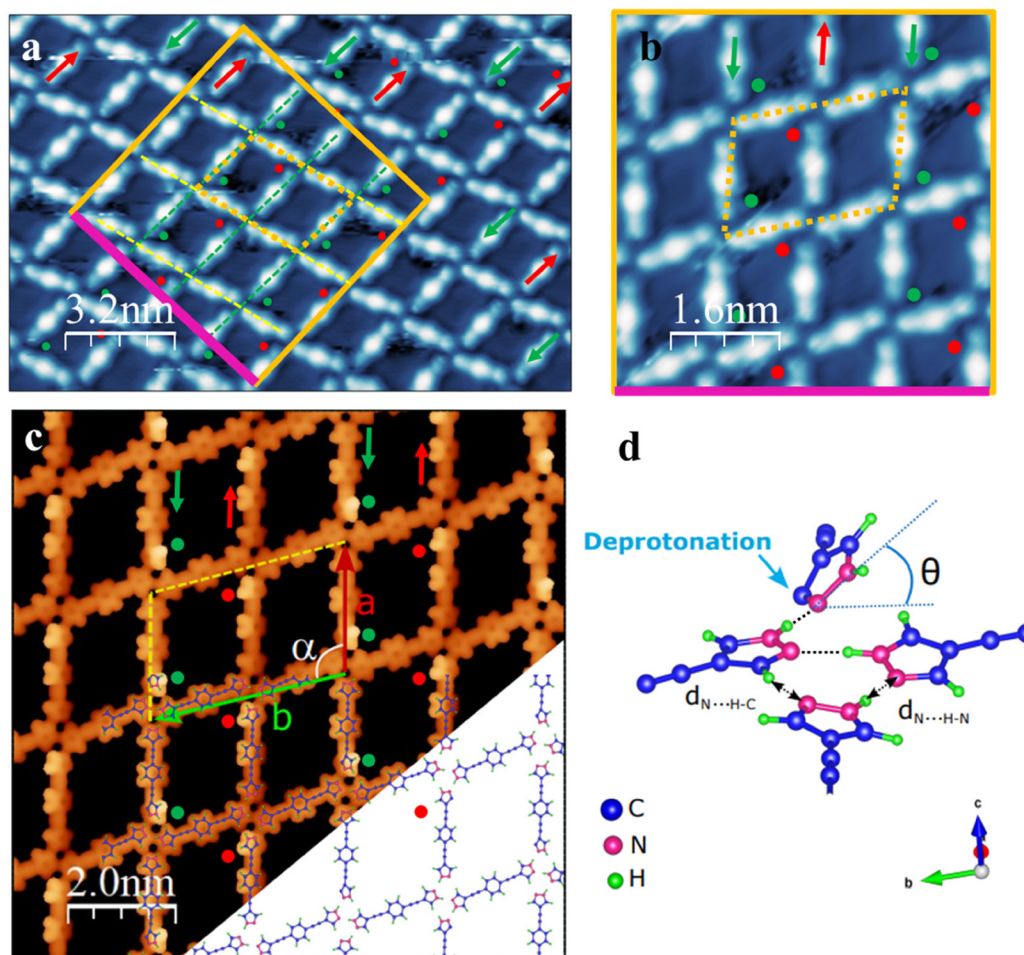 a
3.2nm
b
1.6nm
c
α
a
b
2.0nm
d
Deprotonation
θ
dN···H-C
dN···H-N
C
N
H
c
b